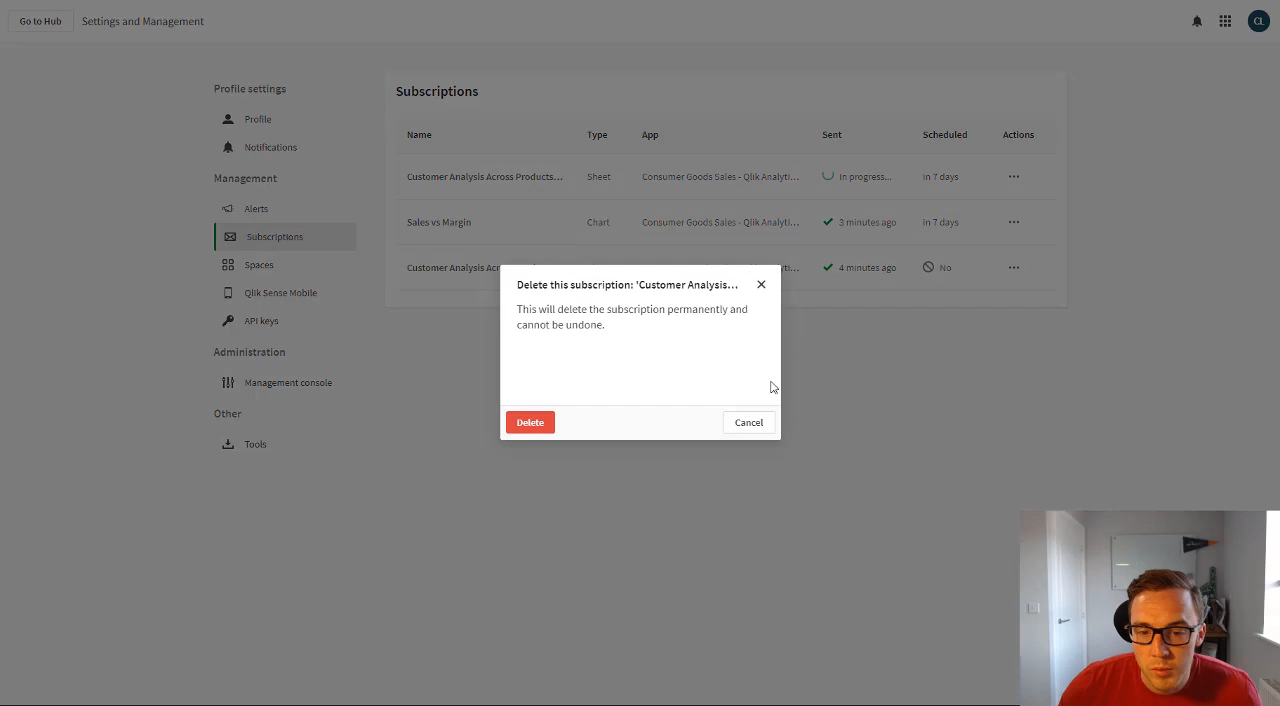 Go to Hub
Settings and Management
CL
Profile settings
Profile
Notifications
Management
Alerts
Subscriptions
Spaces
Qlik Sense Mobile
API keys
Administration
Management console
Other
Tools
Subscriptions
Name Type App Sent Scheduled Actions
Customer Analysis Across Products... Sheet Consumer Goods Sales - Qlik Analyti... In progress... in 7 days ...
Sales vs Margin Chart Consumer Goods Sales - Qlik Analyti... 3 minutes ago in 7 days ...
Customer Analysis 4 minutes ago No ...
Delete this subscription: 'Customer Analysis...
This will delete the subscription permanently and
cannot be undone.
Delete Cancel